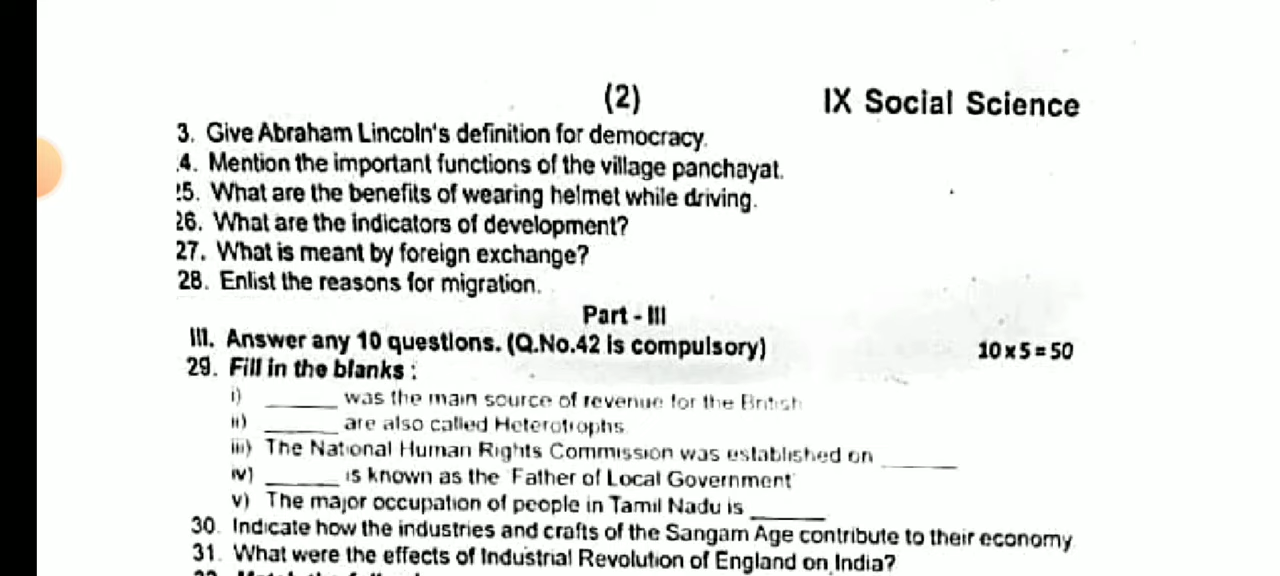 (2) IX Social Science
3. Give Abraham Lincoln's definition for democracy.
4. Mention the important functions of the village panchayat.
25. What are the benefits of wearing helmet while driving.
26. What are the indicators of development?
27. What is meant by foreign exchange?
28. Enlist the reasons for migration.
Part - III
III. Answer any 10 questions. (Q.No.42 is compulsory) 10 x 5 = 50
29. Fill in the blanks :
i) ______ was the main source of revenue for the British
ii) ______ are also called Heterotrophs.
iii) The National Human Rights Commission was established on ______
iv) ______ is known as the 'Father of Local Government'
v) The major occupation of people in Tamil Nadu is ______
30. Indicate how the industries and crafts of the Sangam Age contribute to their economy
31. What were the effects of Industrial Revolution of England on India?